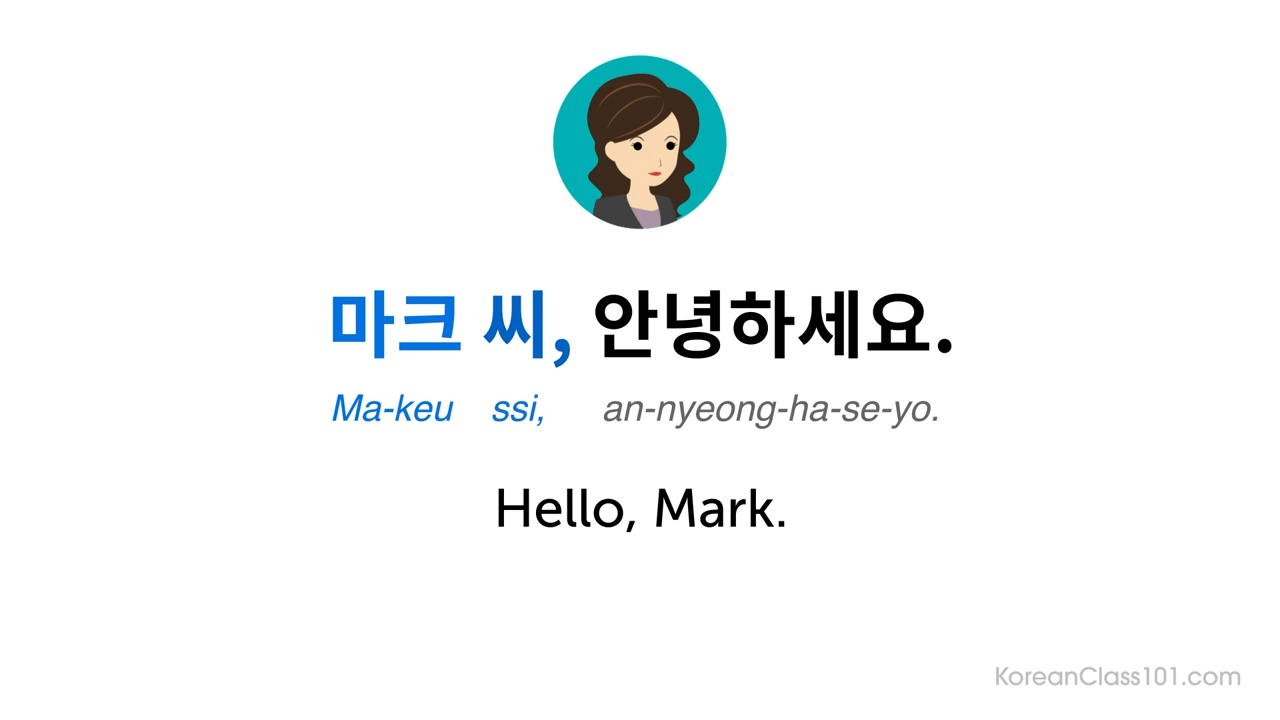 마크 씨, 안녕하세요.
Ma-keu ssi, an-nyeong-ha-se-yo.
Hello, Mark.
KoreanClass101.com